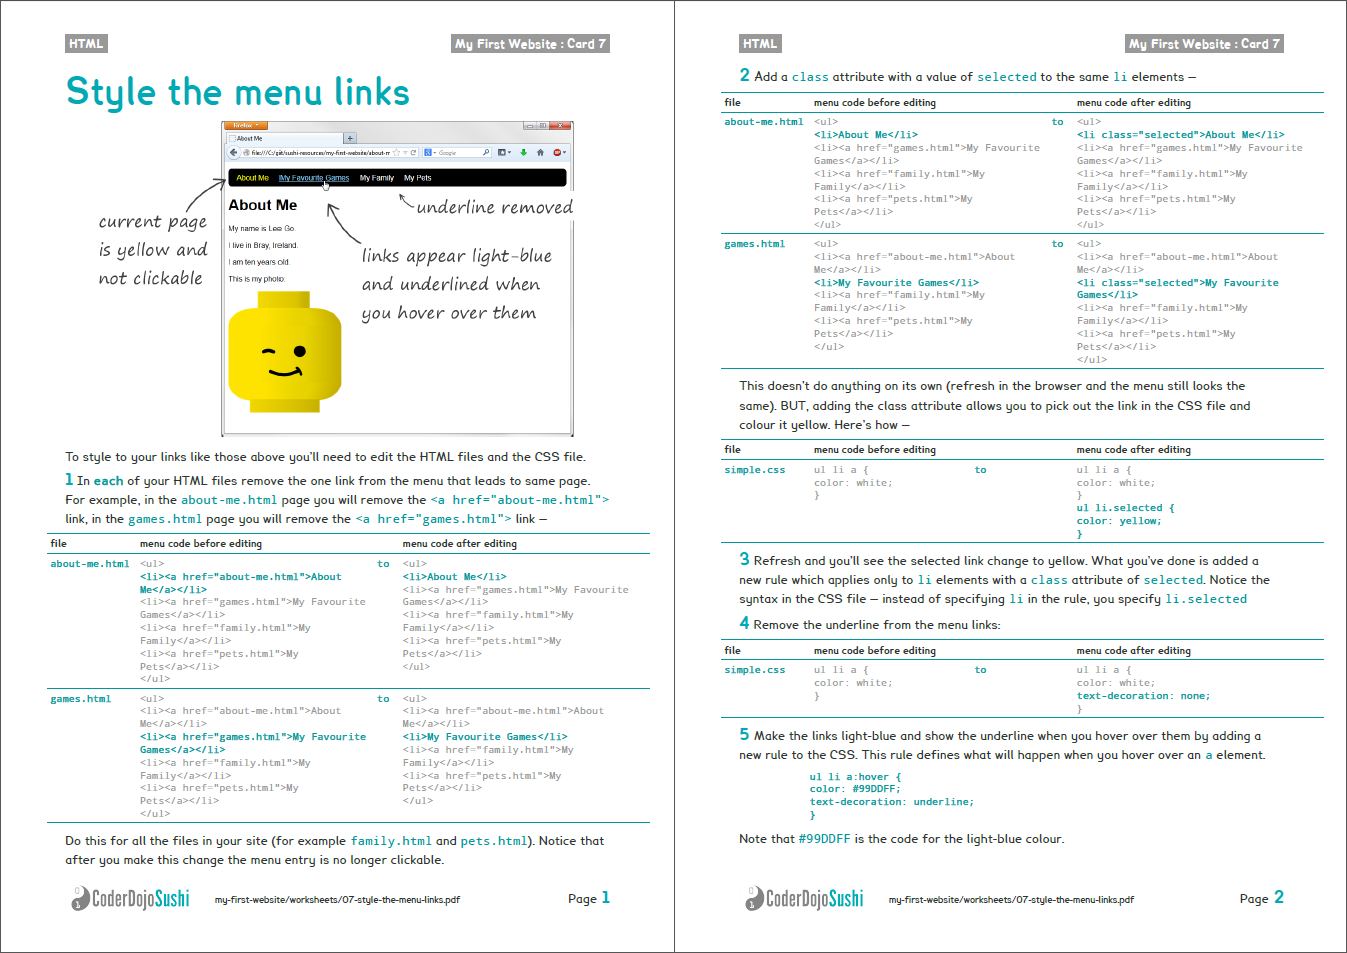 HTML
My First Website : Card 7
Style the menu links
Firefox
About Me
+
file:///C:/git/sushi-resources/my-first-website/about-m
Google
About Me My Favourite Games My Family My Pets
About Me
My name is Lee Go.
I live in Bray, Ireland.
I am ten years old.
This is my photo:
current page
is yellow and
not clickable
underline removed
links appear light-blue
and underlined when
you hover over them
To style to your links like those above you'll need to edit the HTML files and the CSS file.
1 In each of your HTML files remove the one link from the menu that leads to same page.
For example, in the about-me.html page you will remove the <a href="about-me.html">
link, in the games.html page you will remove the <a href="games.html"> link –
file menu code before editing menu code after editing
about-me.html <ul> to <ul>
<li><a href="about-me.html">About <li>About Me</li>
Me</a></li> <li><a href="games.html">My Favourite
<li><a href="games.html">My Favourite Games</a></li>
Games</a></li> <li><a href="family.html">My
<li><a href="family.html">My Family</a></li>
Family</a></li> <li><a href="pets.html">My
<li><a href="pets.html">My Pets</a></li>
Pets</a></li> </ul>
</ul>
games.html <ul> to <ul>
<li><a href="about-me.html">About <li><a href="about-me.html">About
Me</a></li> Me</a></li>
<li><a href="games.html">My Favourite <li>My Favourite Games</li>
Games</a></li> <li><a href="family.html">My
<li><a href="family.html">My Family</a></li>
Family</a></li> <li><a href="pets.html">My
<li><a href="pets.html">My Pets</a></li>
Pets</a></li> </ul>
</ul>
Do this for all the files in your site (for example family.html and pets.html). Notice that
after you make this change the menu entry is no longer clickable.
CoderDojoSushi my-first-website/worksheets/07-style-the-menu-links.pdf Page 1
HTML
My First Website : Card 7
2 Add a class attribute with a value of selected to the same li elements –
file menu code before editing menu code after editing
about-me.html <ul> to <ul>
<li>About Me</li> <li class="selected">About Me</li>
<li><a href="games.html">My Favourite <li><a href="games.html">My Favourite
Games</a></li> Games</a></li>
<li><a href="family.html">My <li><a href="family.html">My
Family</a></li> Family</a></li>
<li><a href="pets.html">My <li><a href="pets.html">My
Pets</a></li> Pets</a></li>
</ul> </ul>
games.html <ul> to <ul>
<li><a href="about-me.html">About <li><a href="about-me.html">About
Me</a></li> Me</a></li>
<li>My Favourite Games</li> <li class="selected">My Favourite
<li><a href="family.html">My Games</li>
Family</a></li> <li><a href="family.html">My
<li><a href="pets.html">My Family</a></li>
Pets</a></li> <li><a href="pets.html">My
</ul> Pets</a></li>
</ul>
This doesn't do anything on its own (refresh in the browser and the menu still looks the
same). BUT, adding the class attribute allows you to pick out the link in the CSS file and
colour it yellow. Here's how –
file menu code before editing menu code after editing
simple.css ul li a { to ul li a {
color: white; color: white;
} }
ul li.selected {
color: yellow;
}
3 Refresh and you'll see the selected link change to yellow. What you've done is added a
new rule which applies only to li elements with a class attribute of selected. Notice the
syntax in the CSS file – instead of specifying li in the rule, you specify li.selected
4 Remove the underline from the menu links:
file menu code before editing menu code after editing
simple.css ul li a { to ul li a {
color: white; color: white;
} text-decoration: none;
}
5 Make the links light-blue and show the underline when you hover over them by adding a
new rule to the CSS. This rule defines what will happen when you hover over an a element.
ul li a:hover {
color: #99DDFF;
text-decoration: underline;
}
Note that #99DDFF is the code for the light-blue colour.
CoderDojoSushi my-first-website/worksheets/07-style-the-menu-links.pdf Page 2